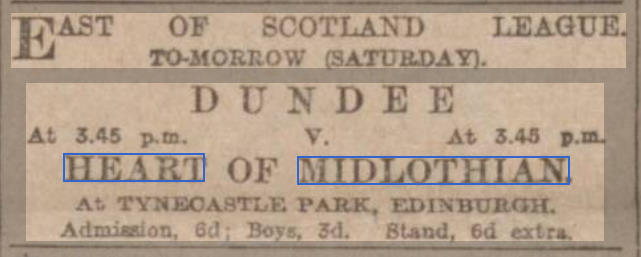 EAST OF SCOTLAND LEAGUE.
TO-MORROW (SATURDAY).
DUNDEE
At 3.45 p.m. V. At 3.45 p.m.
HEART OF MIDLOTHIAN,
At TYNECASTLE PARK, EDINBURGH.
Admission, 6d; Boys, 3d. Stand, 6d extra.